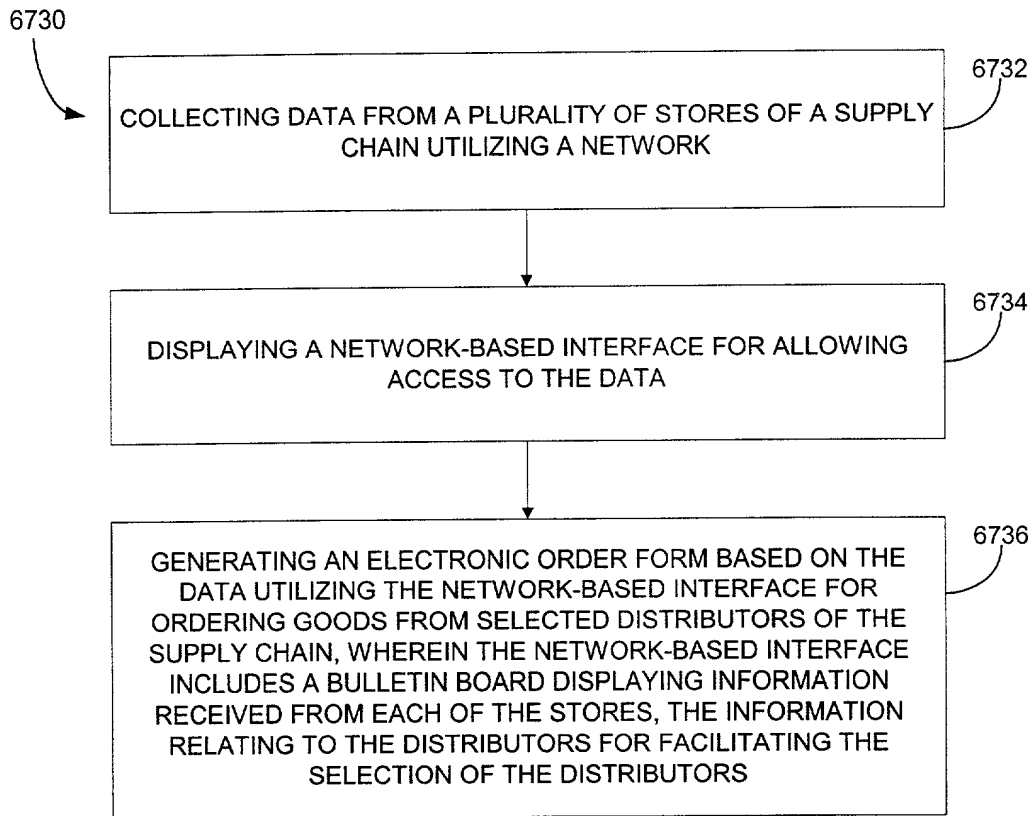 6730
6732
COLLECTING DATA FROM A PLURALITY OF STORES OF A SUPPLY
CHAIN UTILIZING A NETWORK
6734
DISPLAYING A NETWORK-BASED INTERFACE FOR ALLOWING
ACCESS TO THE DATA
6736
GENERATING AN ELECTRONIC ORDER FORM BASED ON THE
DATA UTILIZING THE NETWORK-BASED INTERFACE FOR
ORDERING GOODS FROM SELECTED DISTRIBUTORS OF THE
SUPPLY CHAIN, WHEREIN THE NETWORK-BASED INTERFACE
INCLUDES A BULLETIN BOARD DISPLAYING INFORMATION
RECEIVED FROM EACH OF THE STORES, THE INFORMATION
RELATING TO THE DISTRIBUTORS FOR FACILITATING THE
SELECTION OF THE DISTRIBUTORS